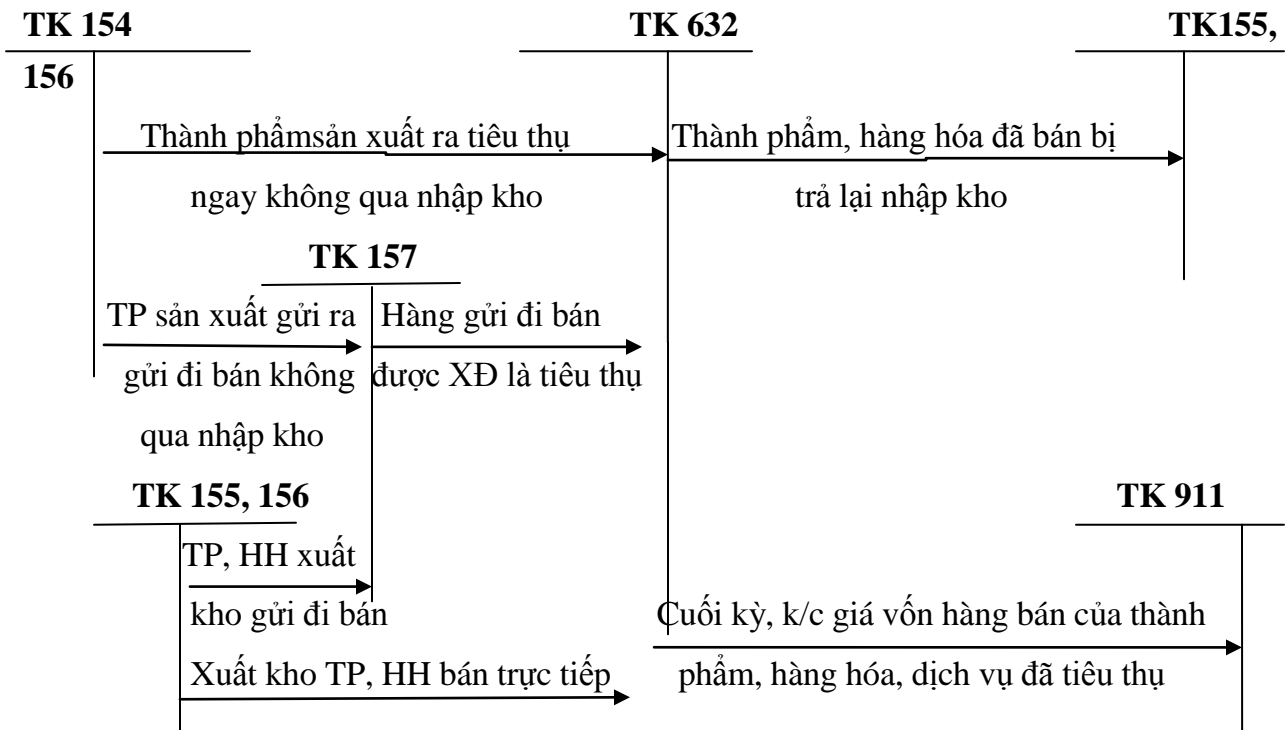 TK 154 TK 632 TK155,
156
Thành phẩmsản xuất ra tiêu thụ Thành phẩm, hàng hóa đã bán bị
ngay không qua nhập kho trả lại nhập kho
TK 157
TP sản xuất gửi ra Hàng gửi đi bán
gửi đi bán không được XĐ là tiêu thụ
qua nhập kho
TK 155, 156 TK 911
TP, HH xuất
kho gửi đi bán Cuối kỳ, k/c giá vốn hàng bán của thành
Xuất kho TP, HH bán trực tiếp phẩm, hàng hóa, dịch vụ đã tiêu thụ